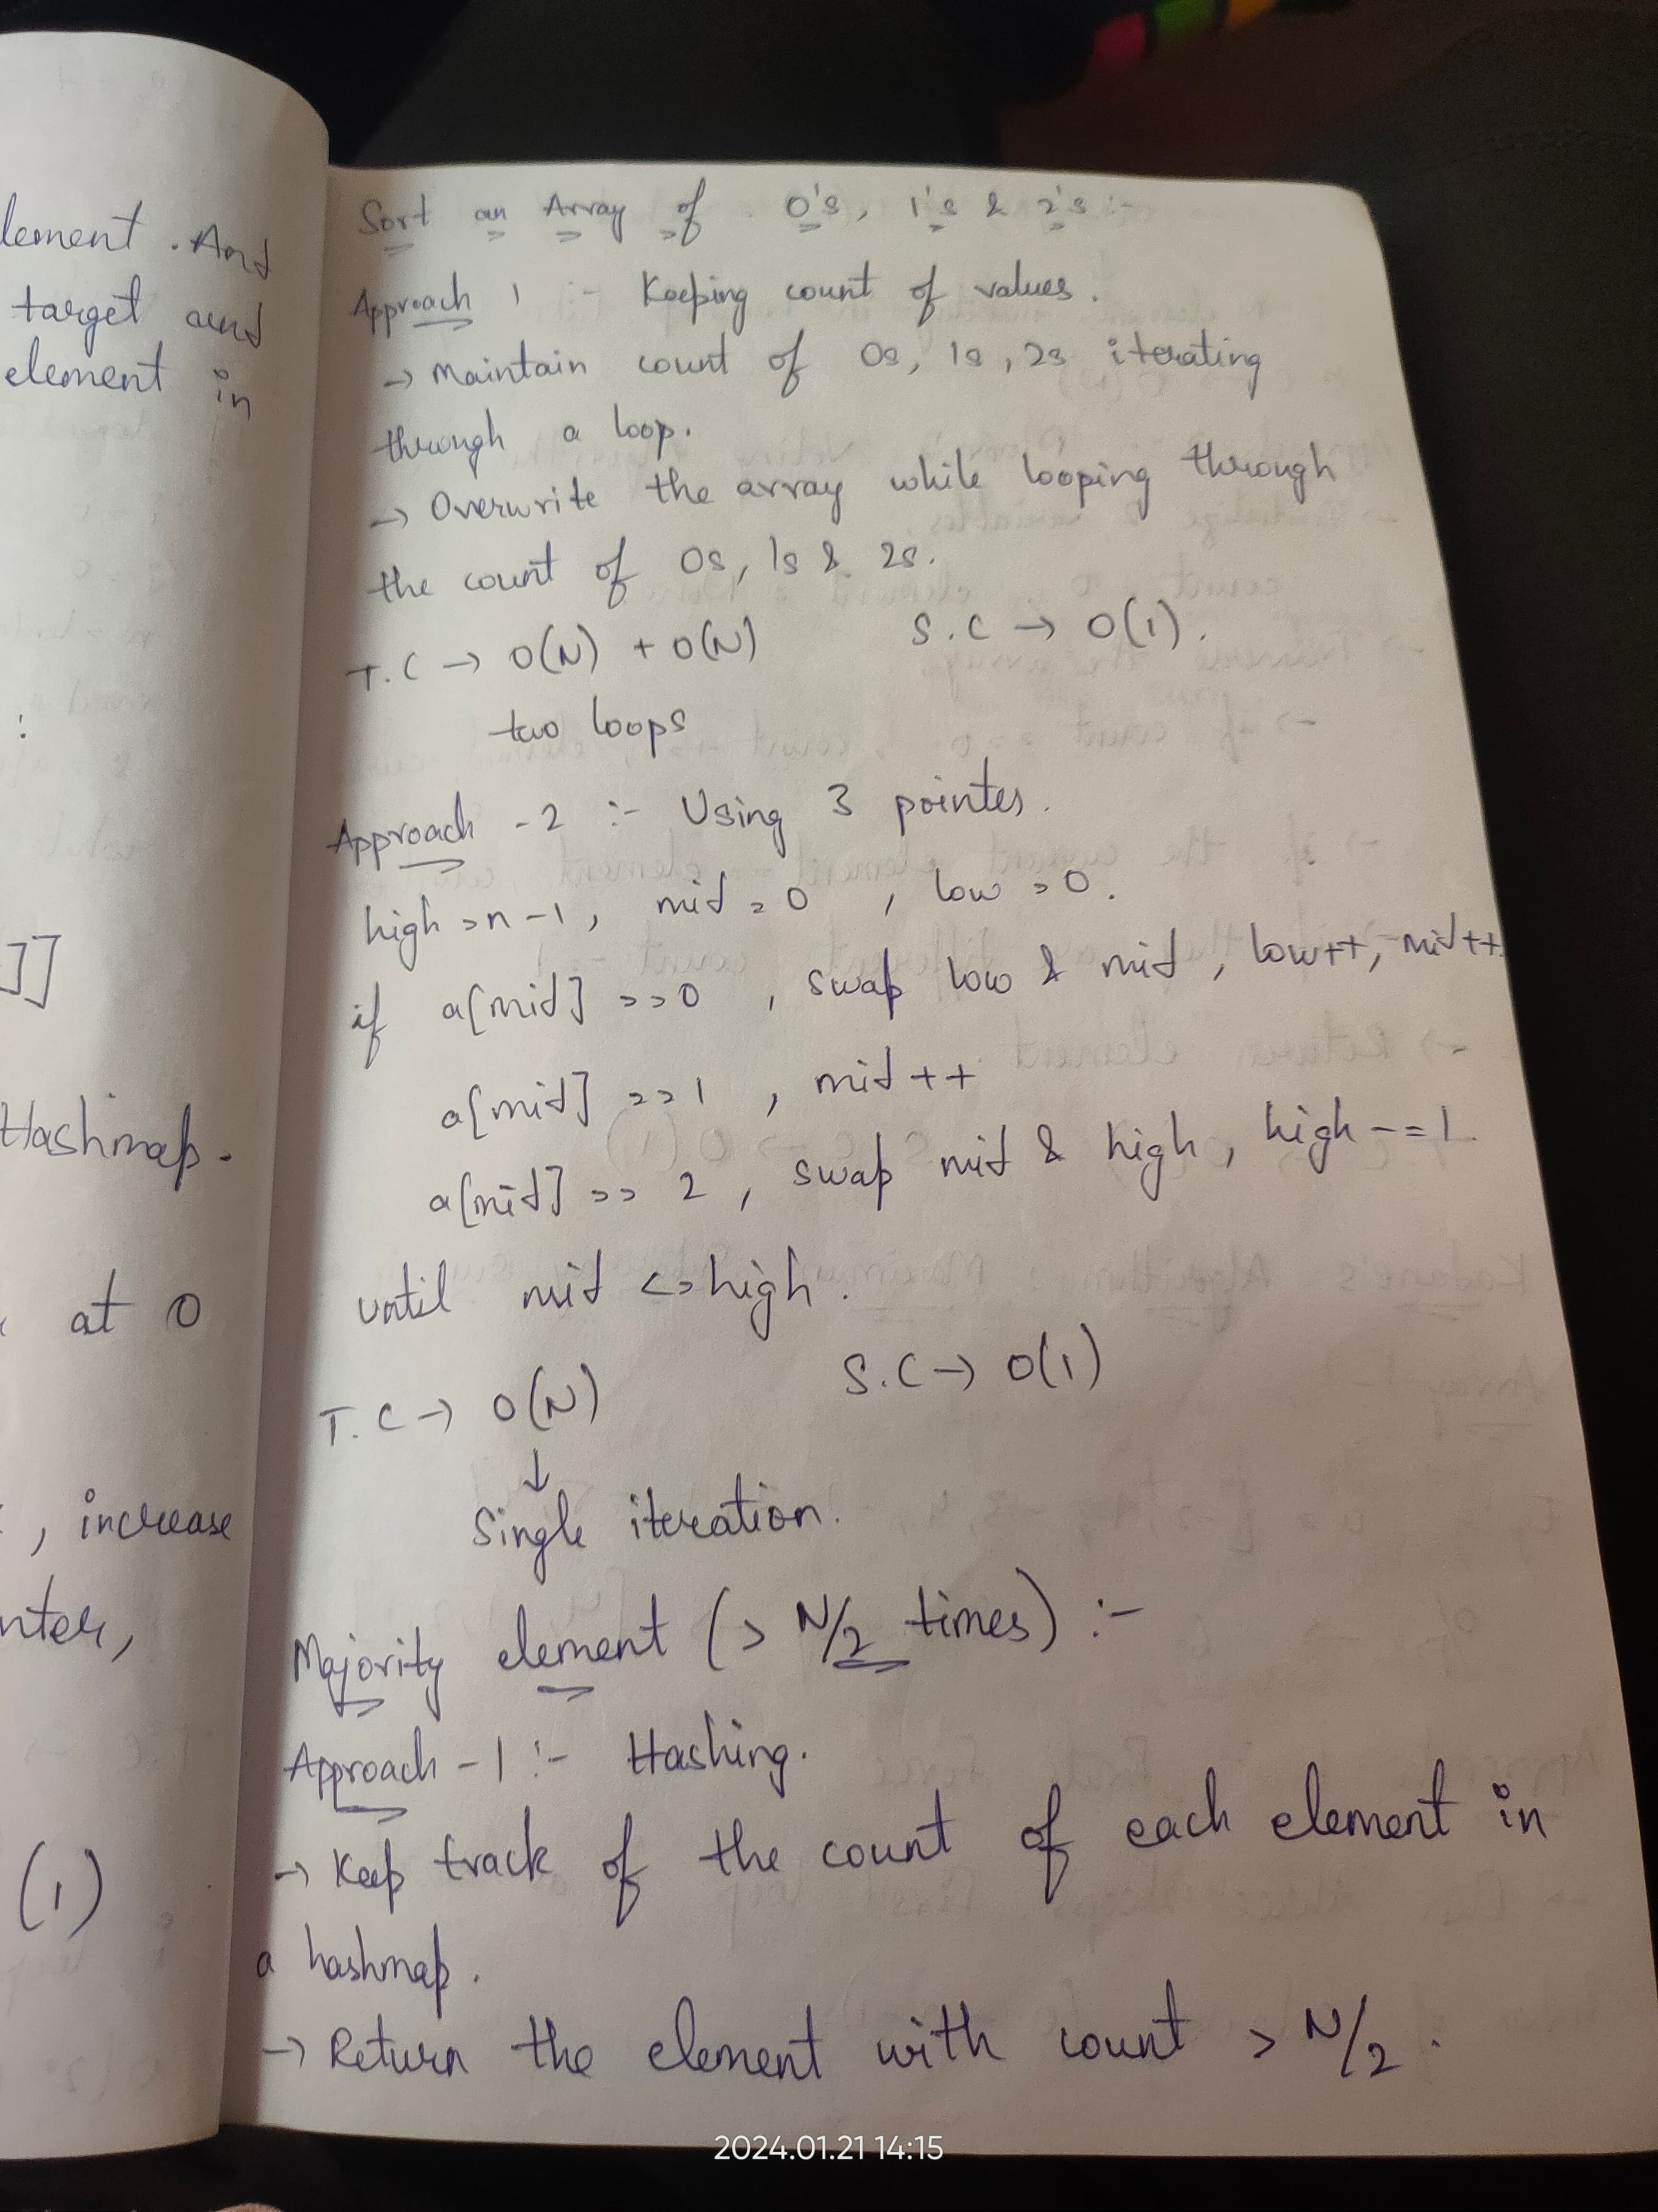 lement. And
target and
element in
:
]]
Hashmap.
at 0
, increase
nter,
(1)
Sort an Array of 0's, 1's & 2's :-
Approach 1 :- Keeping count of values.
→ Maintain count of 0s, 1s, 2s iterating
through a loop.
→ Overwrite the array while looping through
the count of 0s, 1s & 2s.
T.C → O(N) + O(N) S.C → O(1).
two loops
Approach - 2 :- Using 3 pointes.
high = n-1, mid = 0, low = 0.
if a[mid] == 0, swap low & mid, low++, mid++.
a[mid] == 1, mid++
a[mid] == 2, swap mid & high, high -= 1.
until mid <= high.
T.C → O(N) S.C → O(1)
↓
Single iteration.
Majority element (> N/2 times) :-
Approach - 1 :- Hashing.
→ Keep track of the count of each element in
a hashmap.
→ Return the element with count > N/2.
2024.01.21 14:15